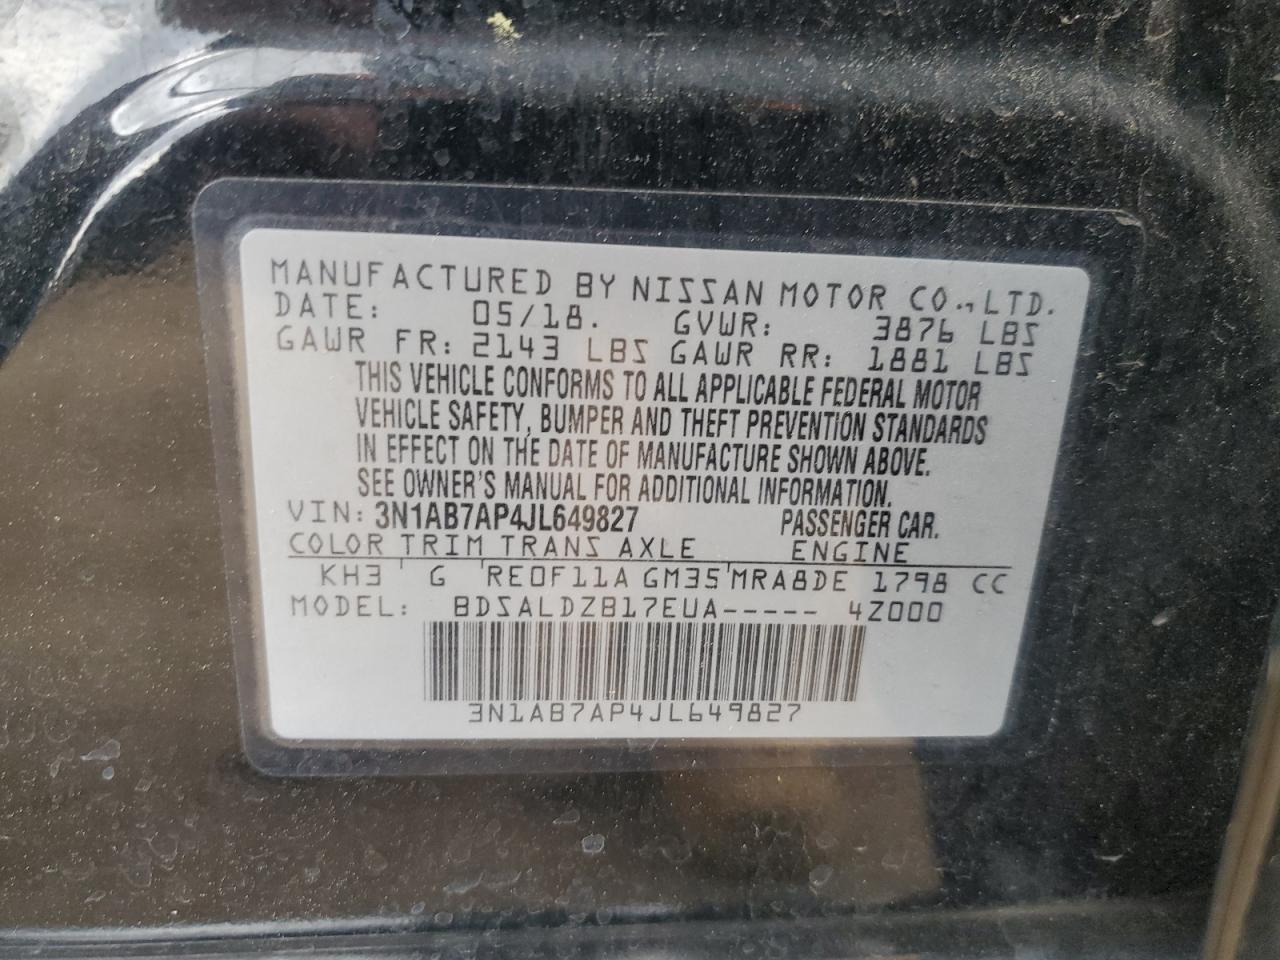 MANUFACTURED BY NISSAN MOTOR CO., LTD.
DATE: 05/18. GVWR: 3876 LBS
GAWR FR: 2143 LBS GAWR RR: 1881 LBS
THIS VEHICLE CONFORMS TO ALL APPLICABLE FEDERAL MOTOR
VEHICLE SAFETY, BUMPER AND THEFT PREVENTION STANDARDS
IN EFFECT ON THE DATE OF MANUFACTURE SHOWN ABOVE.
SEE OWNER'S MANUAL FOR ADDITIONAL INFORMATION.
VIN: 3N1AB7AP4JL649827 PASSENGER CAR.
COLOR TRIM TRANS AXLE ENGINE
KH3 G RE0F11A GM35 MRA8DE 1798 CC
MODEL: BDSALDZB17EUA----- 4Z000
3N1AB7AP4JL649827